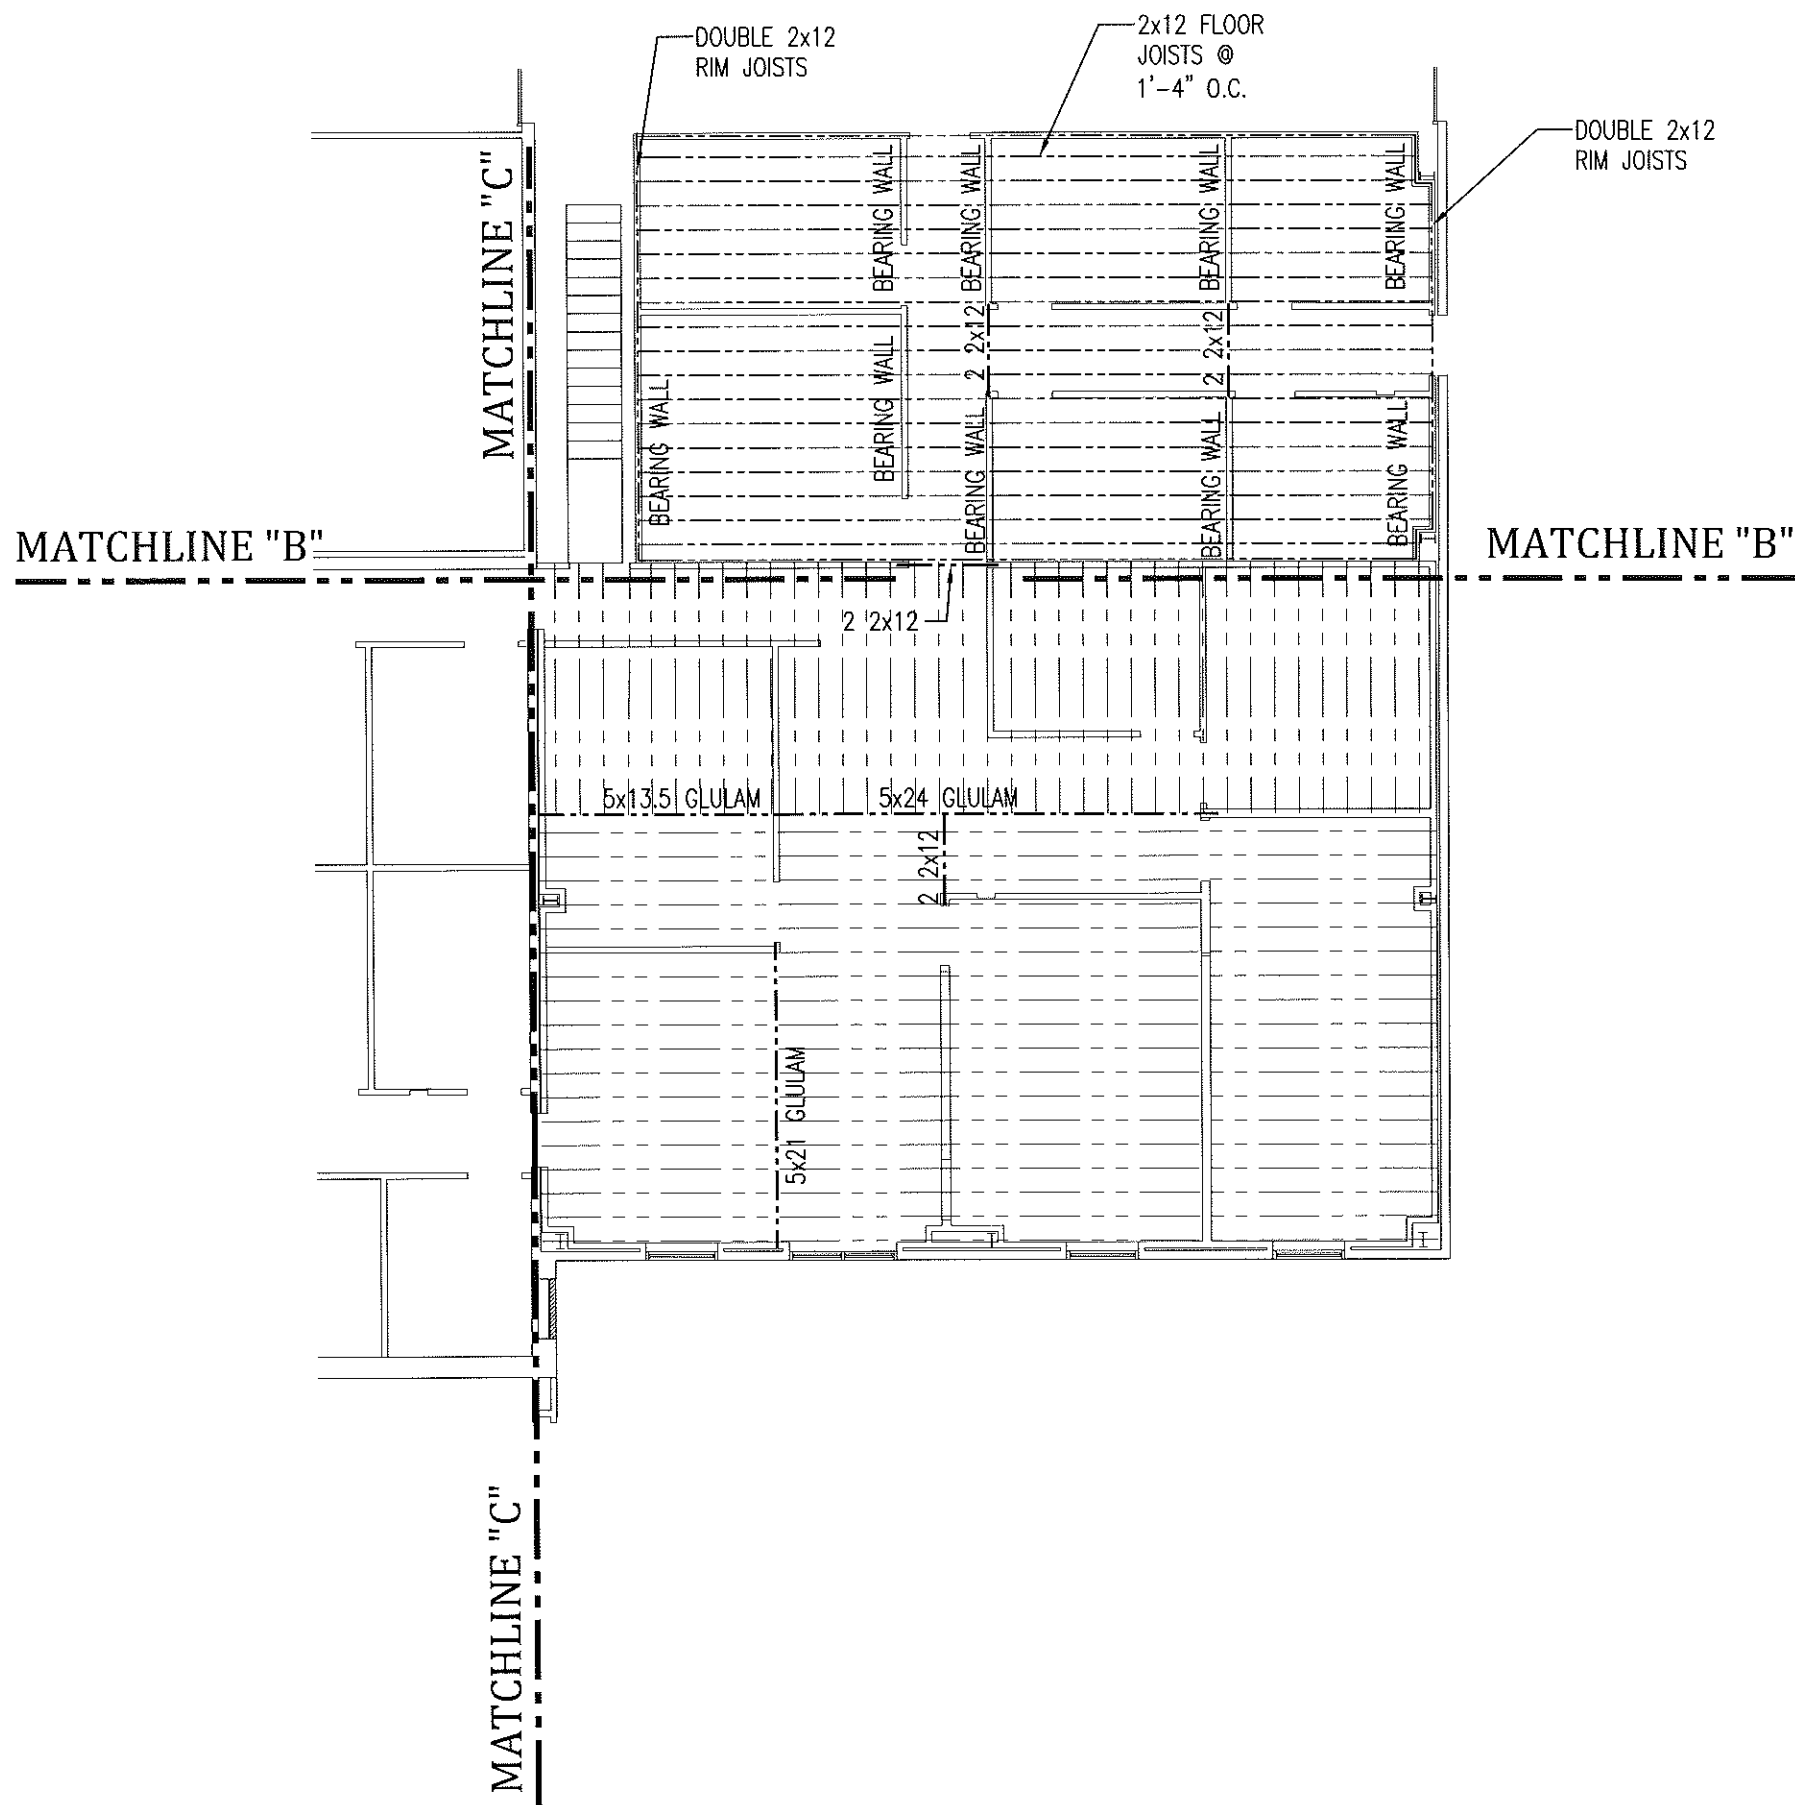 DOUBLE 2x12
RIM JOISTS
2x12 FLOOR
JOISTS @
1'-4" O.C.
DOUBLE 2x12
RIM JOISTS
MATCHLINE "C"
BEARING WALL
BEARING WALL
BEARING WALL
BEARING WALL
2 2x12
2 2x12
BEARING WALL
BEARING WALL
BEARING WALL
BEARING WALL
BEARING WALL
MATCHLINE "B"
MATCHLINE "B"
2 2x12
5x13.5 GLULAM
5x24 GLULAM
2 2x12
5x21 GLULAM
MATCHLINE "C"